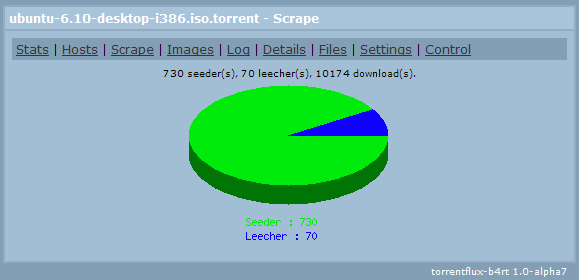 ubuntu-6.10-desktop-i386.iso.torrent - Scrape
Stats | Hosts | Scrape | Images | Log | Details | Files | Settings | Control
730 seeder(s), 70 leecher(s), 10174 download(s).
Seeder : 730
Leecher : 70
torrentflux-b4rt 1.0-alpha7